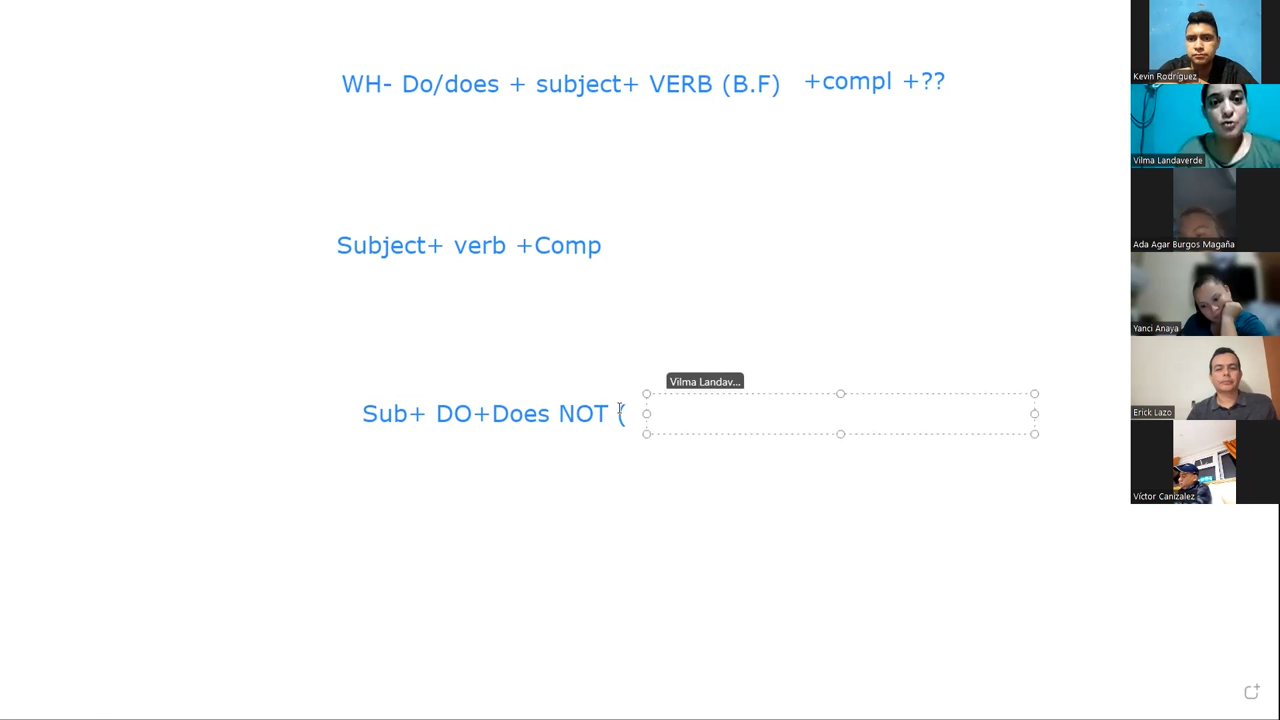 WH- Do/does + subject+ VERB (B.F) +compl +??
Kevin Rodríguez
Vilma Landaverde
Subject+ verb +Comp
Ada Agar Burgos Magaña
Yanci Anaya
Vilma Landav...
Sub+ DO+Does NOT (
Erick Lazo
Víctor Canizalez